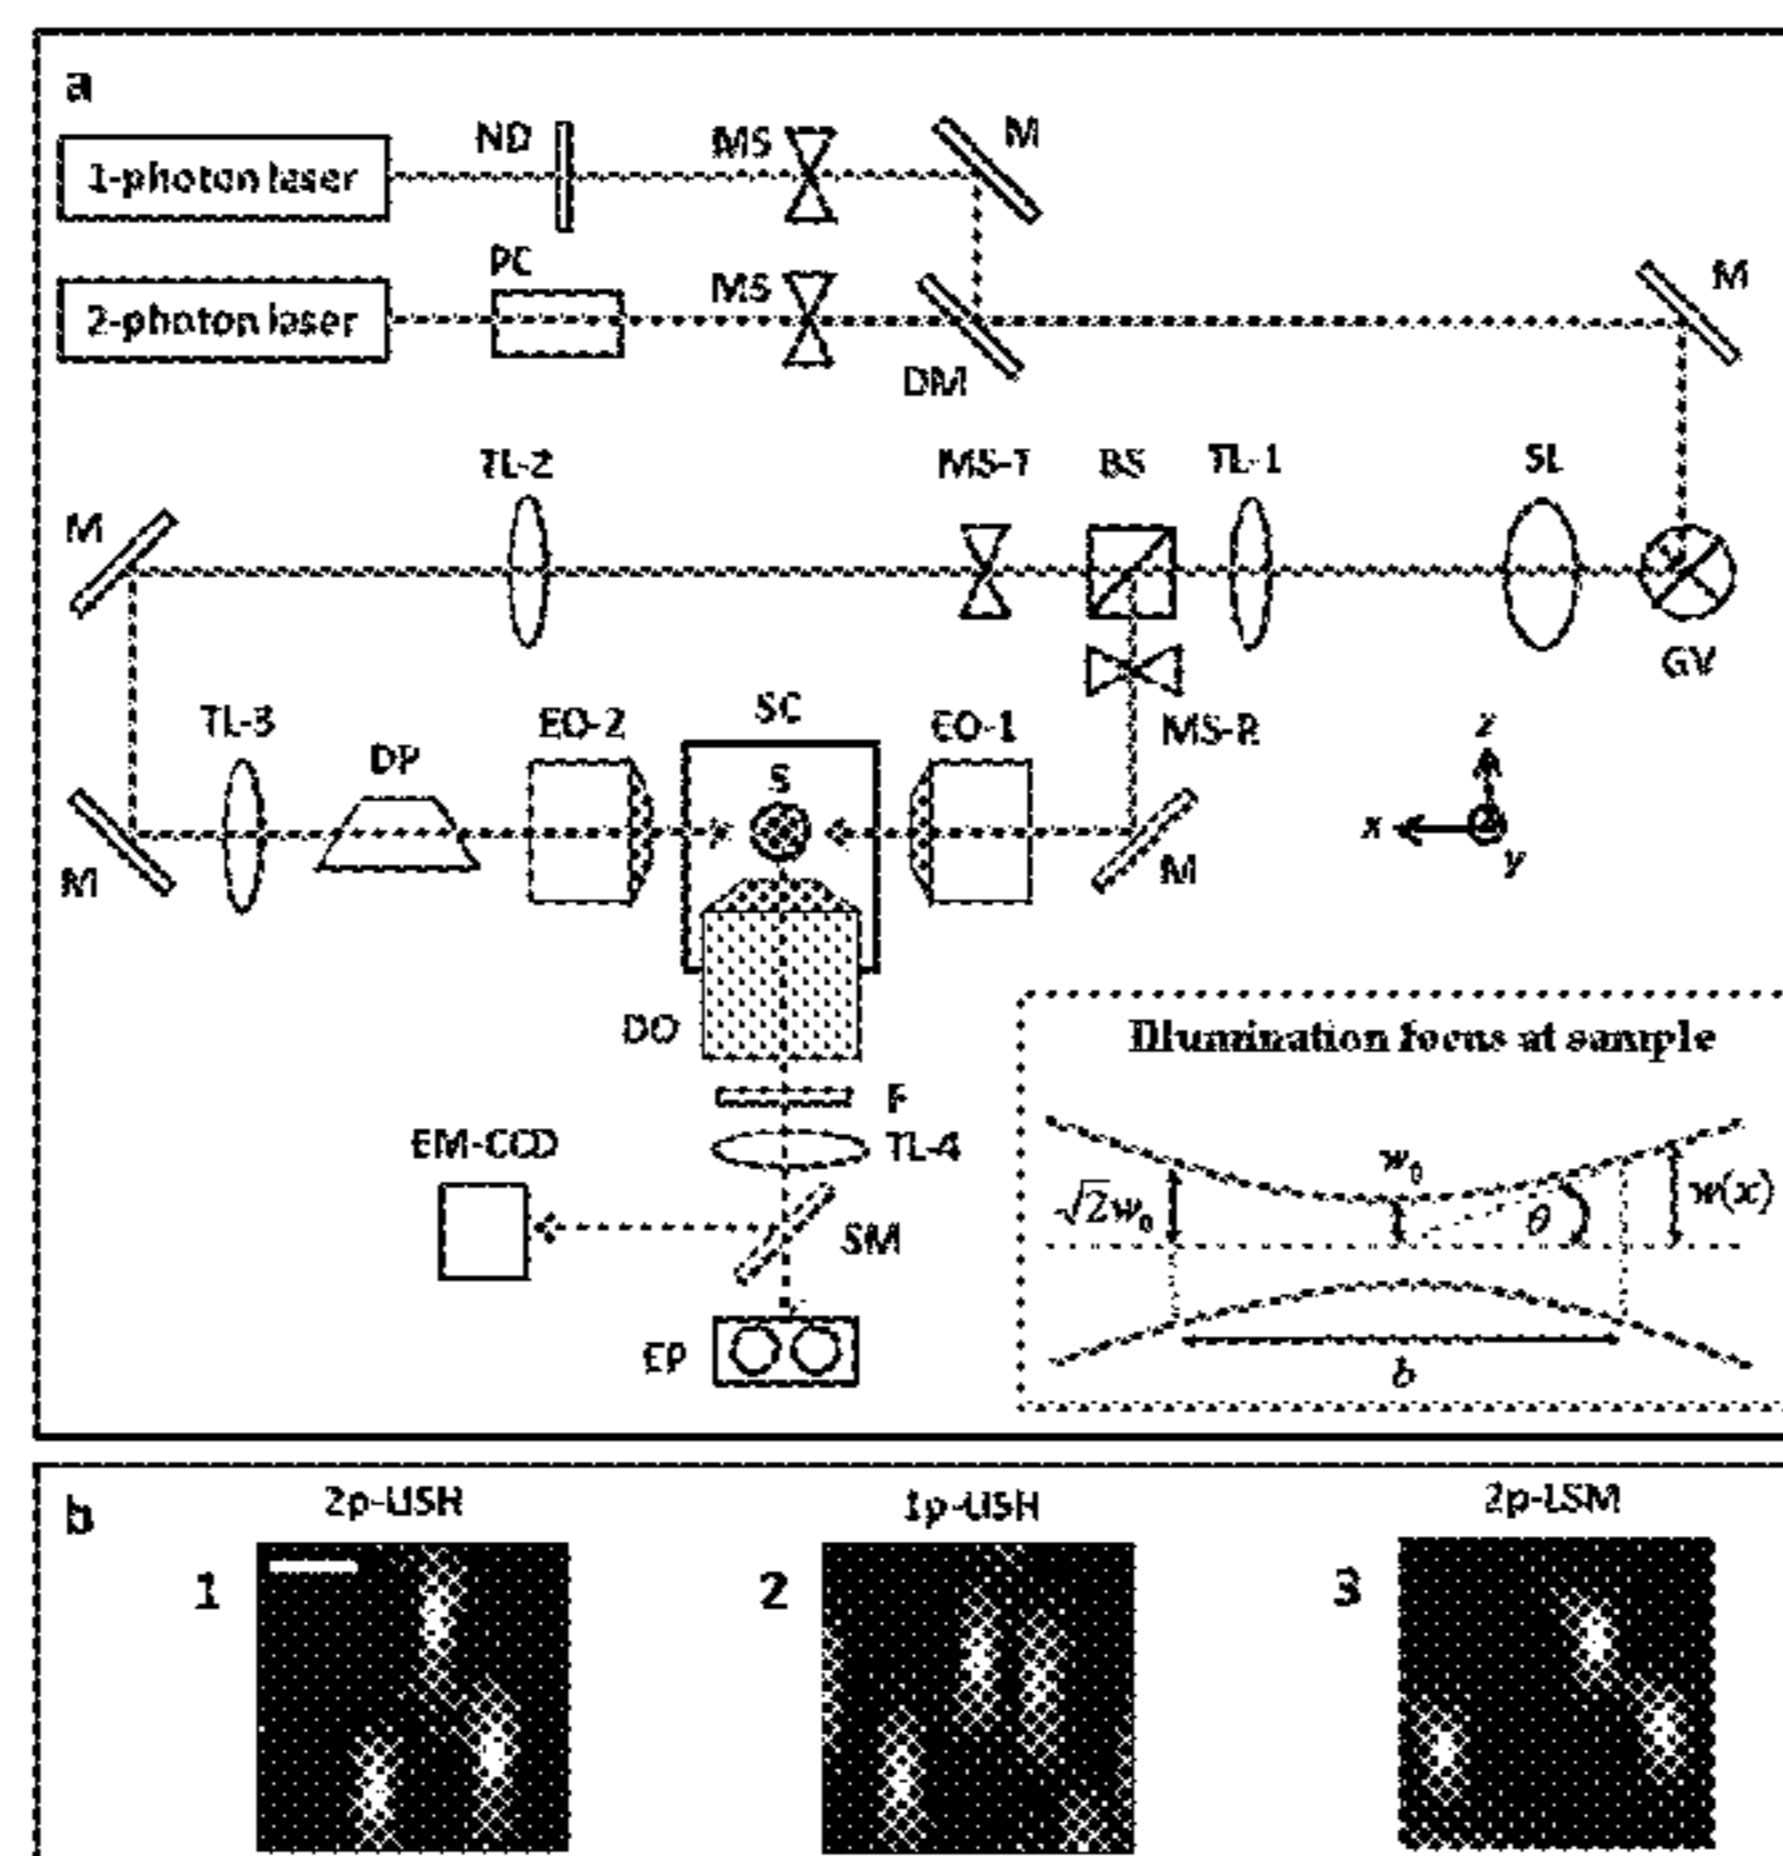 a
ND
MS
M
1-photon laser
PC
MS
M
2-photon laser
DM
TL-2
MS-T
BS
TL-1
SL
M
GV
TL-3
DP
EO-2
SC
EO-1
MS-R
z
S
x
y
M
M
DO
Illumination focus at sample
F
EM-CCD
TL-4
w₀
√2w₀
θ
w(x)
SM
EP
b
b
2p-LISH
1p-LISH
2p-LSM
1
2
3